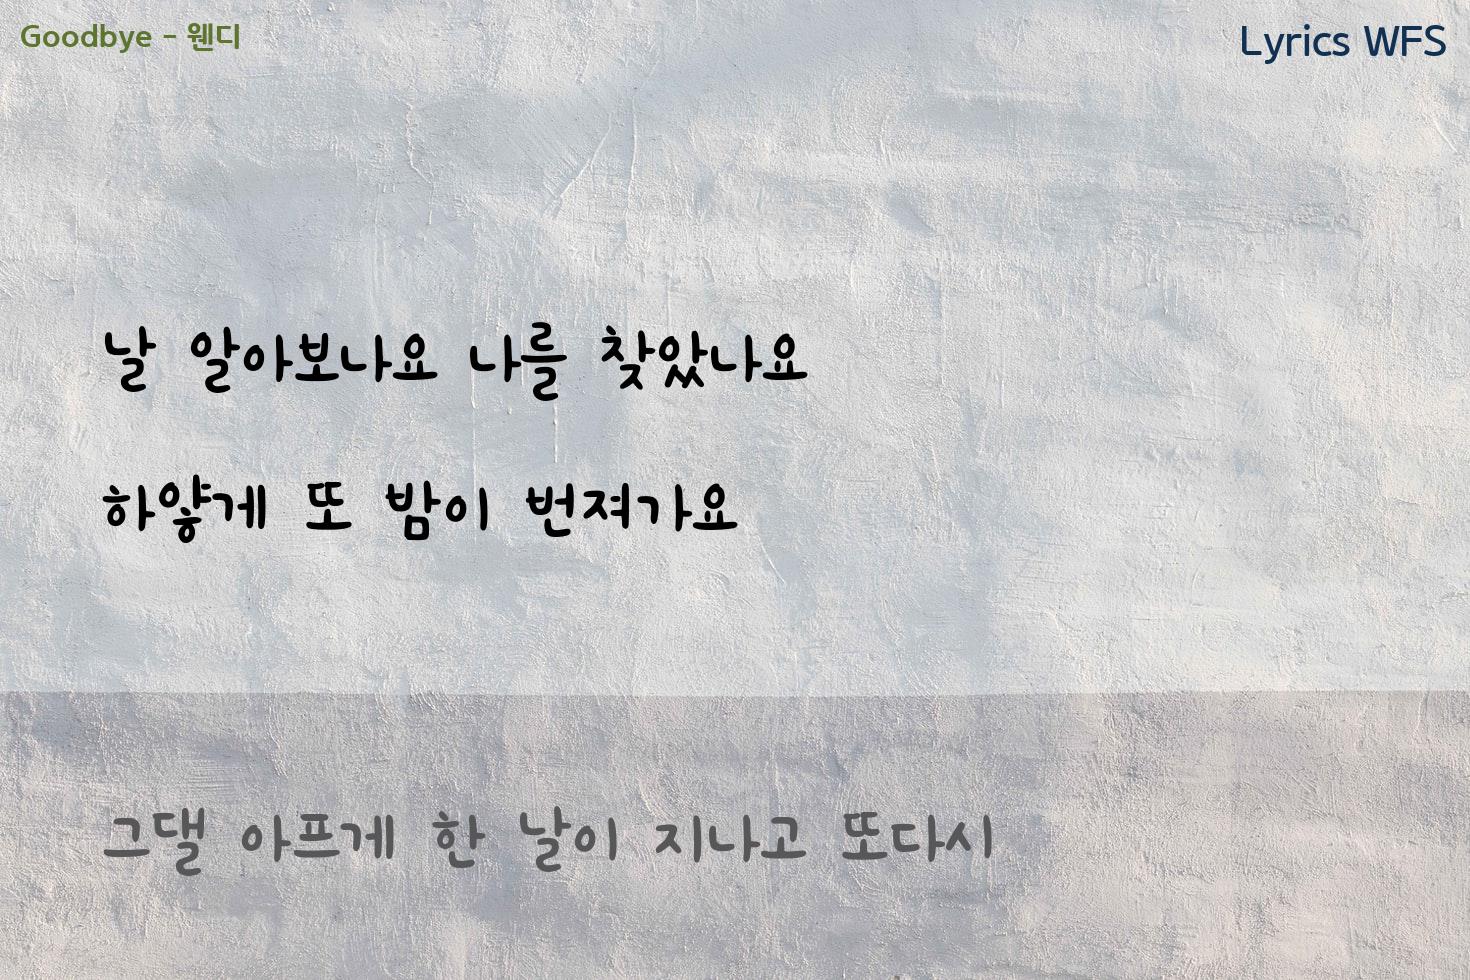 Goodbye - 웬디
Lyrics WFS
날 알아보나요 나를 찾았나요
하얗게 또 밤이 번져가요
그댈 아프게 한 날이 지나고 또다시